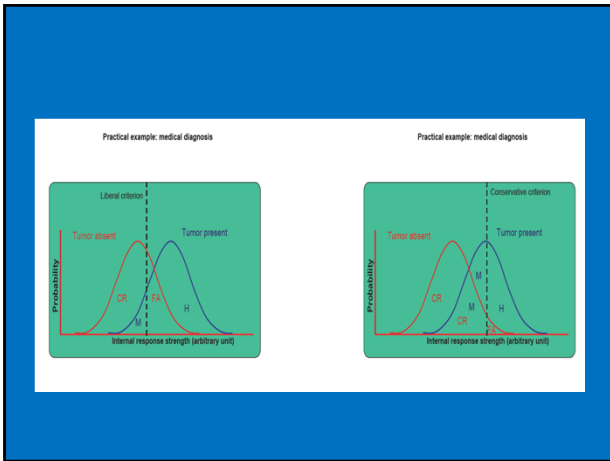 Practical example: medical diagnosis
Liberal criterion
Tumor absent
Tumor present
Probability
CR
FA
M
H
Internal response strength (arbitrary unit)
Practical example: medical diagnosis
Conservative criterion
Tumor absent
Tumor present
Probability
M
CR
M
H
CR
FA
Internal response strength (arbitrary unit)